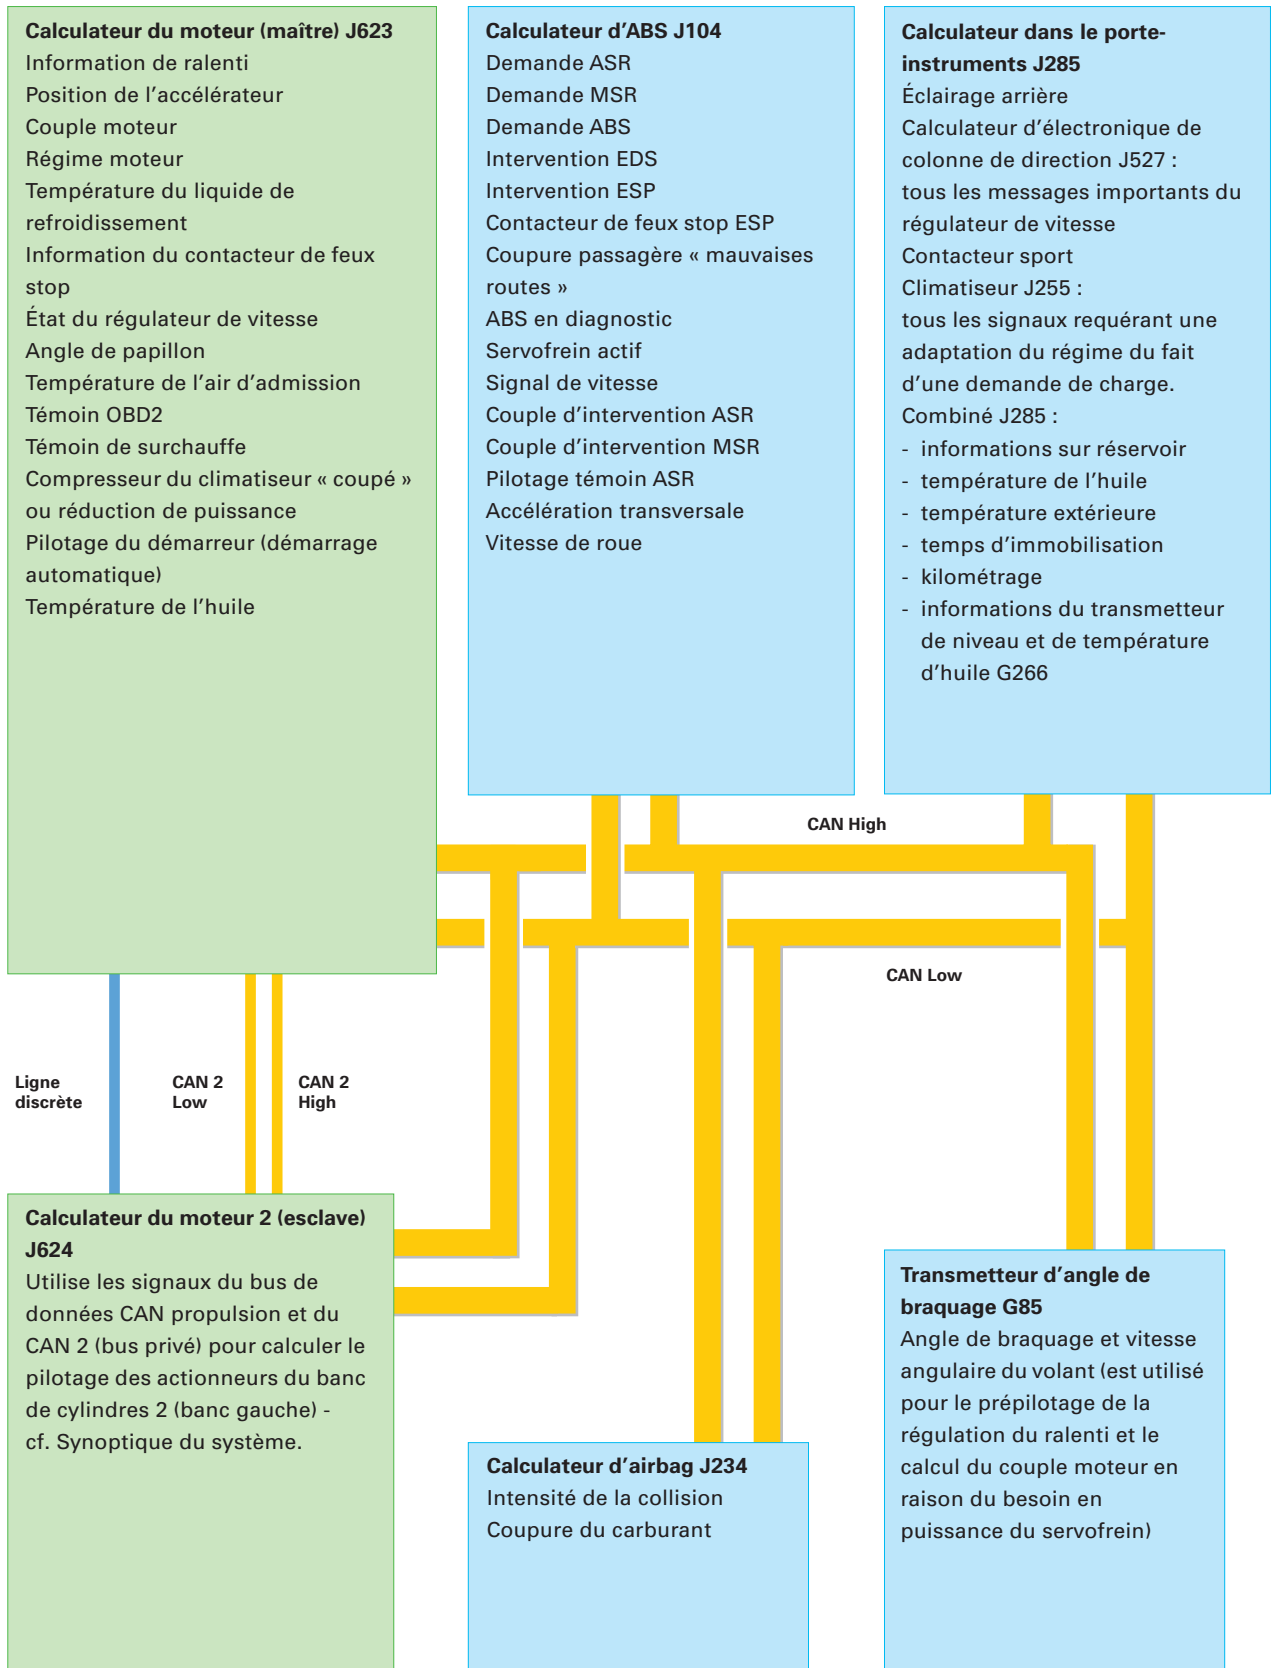 Calculateur du moteur (maître) J623
Information de ralenti
Position de l’accélérateur
Couple moteur
Régime moteur
Température du liquide de
refroidissement
Information du contacteur de feux
stop
État du régulateur de vitesse
Angle de papillon
Température de l’air d’admission
Témoin OBD2
Témoin de surchauffe
Compresseur du climatiseur « coupé »
ou réduction de puissance
Pilotage du démarreur (démarrage
automatique)
Température de l’huile
Calculateur d’ABS J104
Demande ASR
Demande MSR
Demande ABS
Intervention EDS
Intervention ESP
Contacteur de feux stop ESP
Coupure passagère « mauvaises
routes »
ABS en diagnostic
Servofrein actif
Signal de vitesse
Couple d’intervention ASR
Couple d’intervention MSR
Pilotage témoin ASR
Accélération transversale
Vitesse de roue
Calculateur dans le porte-
instruments J285
Éclairage arrière
Calculateur d’électronique de
colonne de direction J527 :
tous les messages importants du
régulateur de vitesse
Contacteur sport
Climatiseur J255 :
tous les signaux requérant une
adaptation du régime du fait
d’une demande de charge.
Combiné J285 :
- informations sur réservoir
- température de l’huile
- température extérieure
- temps d’immobilisation
- kilométrage
- informations du transmetteur
de niveau et de température
d’huile G266
CAN High
CAN Low
Ligne
discrète
CAN 2
Low
CAN 2
High
Calculateur du moteur 2 (esclave)
J624
Utilise les signaux du bus de
données CAN propulsion et du
CAN 2 (bus privé) pour calculer le
pilotage des actionneurs du banc
de cylindres 2 (banc gauche) -
cf. Synoptique du système.
Calculateur d’airbag J234
Intensité de la collision
Coupure du carburant
Transmetteur d’angle de
braquage G85
Angle de braquage et vitesse
angulaire du volant (est utilisé
pour le prépilotage de la
régulation du ralenti et le
calcul du couple moteur en
raison du besoin en
puissance du servofrein)